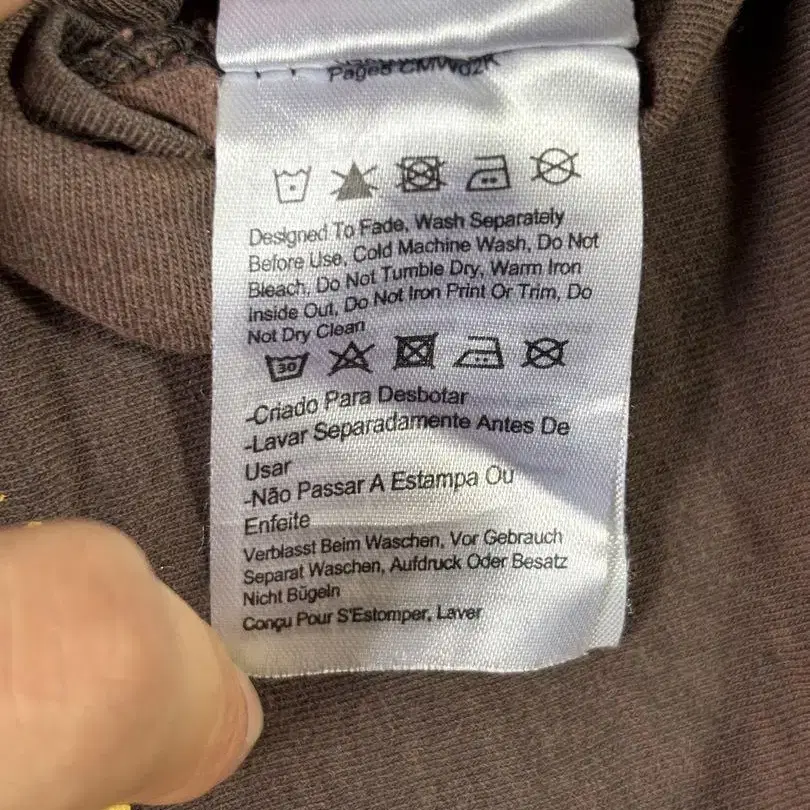 Page8 CMW62K
Designed To Fade, Wash Separately
Before Use, Cold Machine Wash, Do Not
Bleach, Do Not Tumble Dry, Warm Iron
Inside Out, Do Not Iron Print Or Trim, Do
Not Dry Clean
30
-Criado Para Desbotar
-Lavar Separadamente Antes De
Usar
-Não Passar A Estampa Ou
Enfeite
Verblasst Beim Waschen, Vor Gebrauch
Separat Waschen, Aufdruck Oder Besatz
Nicht Bügeln
Conçu Pour S'Estomper, Laver